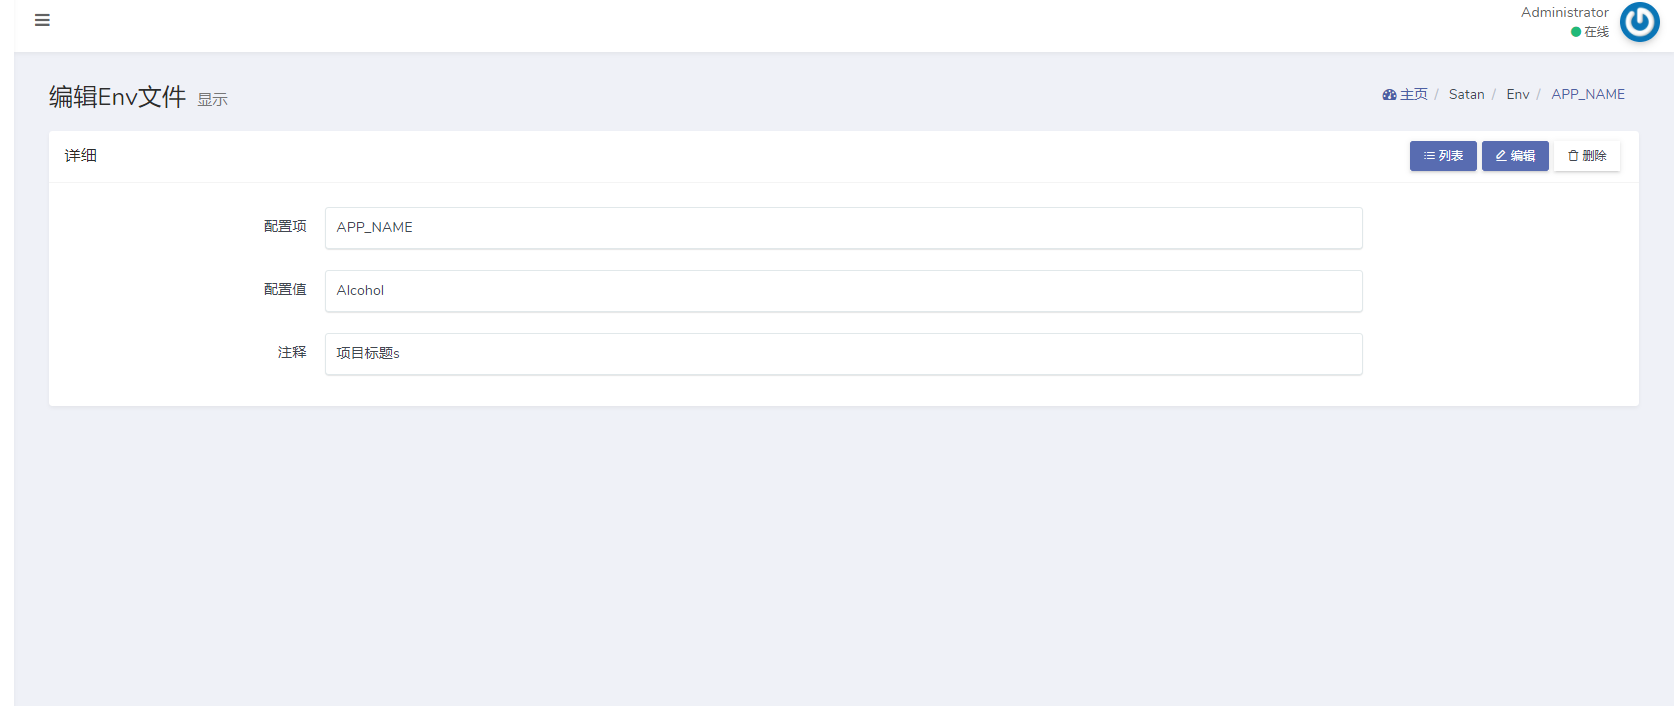 Administrator
在线
编辑Env文件 显示
主页 / Satan / Env / APP_NAME
详细
列表 编辑 删除
配置项 APP_NAME
配置值 Alcohol
注释 项目标题s